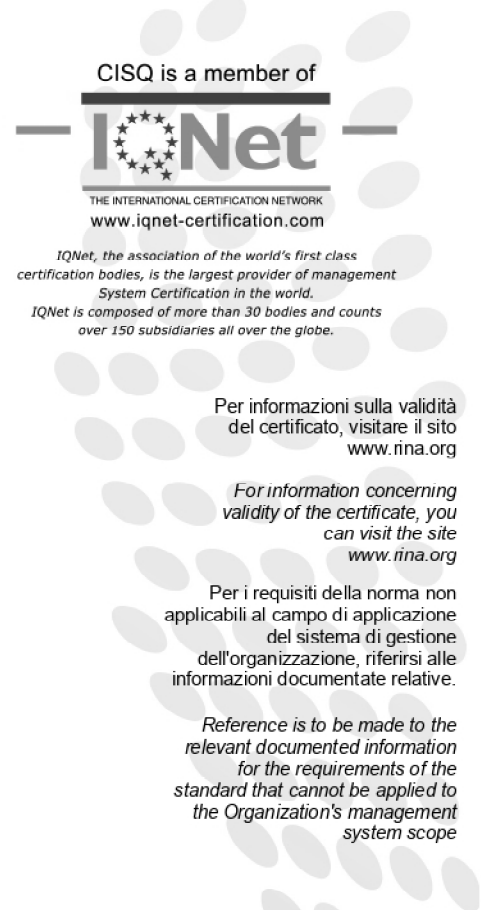 CISQ is a member of
IQNet
THE INTERNATIONAL CERTIFICATION NETWORK
www.iqnet-certification.com
IQNet, the association of the world's first class
certification bodies, is the largest provider of management
System Certification in the world.
IQNet is composed of more than 30 bodies and counts
over 150 subsidiaries all over the globe.
Per informazioni sulla validità
del certificato, visitare il sito
www.rina.org
For information concerning
validity of the certificate, you
can visit the site
www.rina.org
Per i requisiti della norma non
applicabili al campo di applicazione
del sistema di gestione
dell'organizzazione, riferirsi alle
informazioni documentate relative.
Reference is to be made to the
relevant documented information
for the requirements of the
standard that cannot be applied to
the Organization's management
system scope